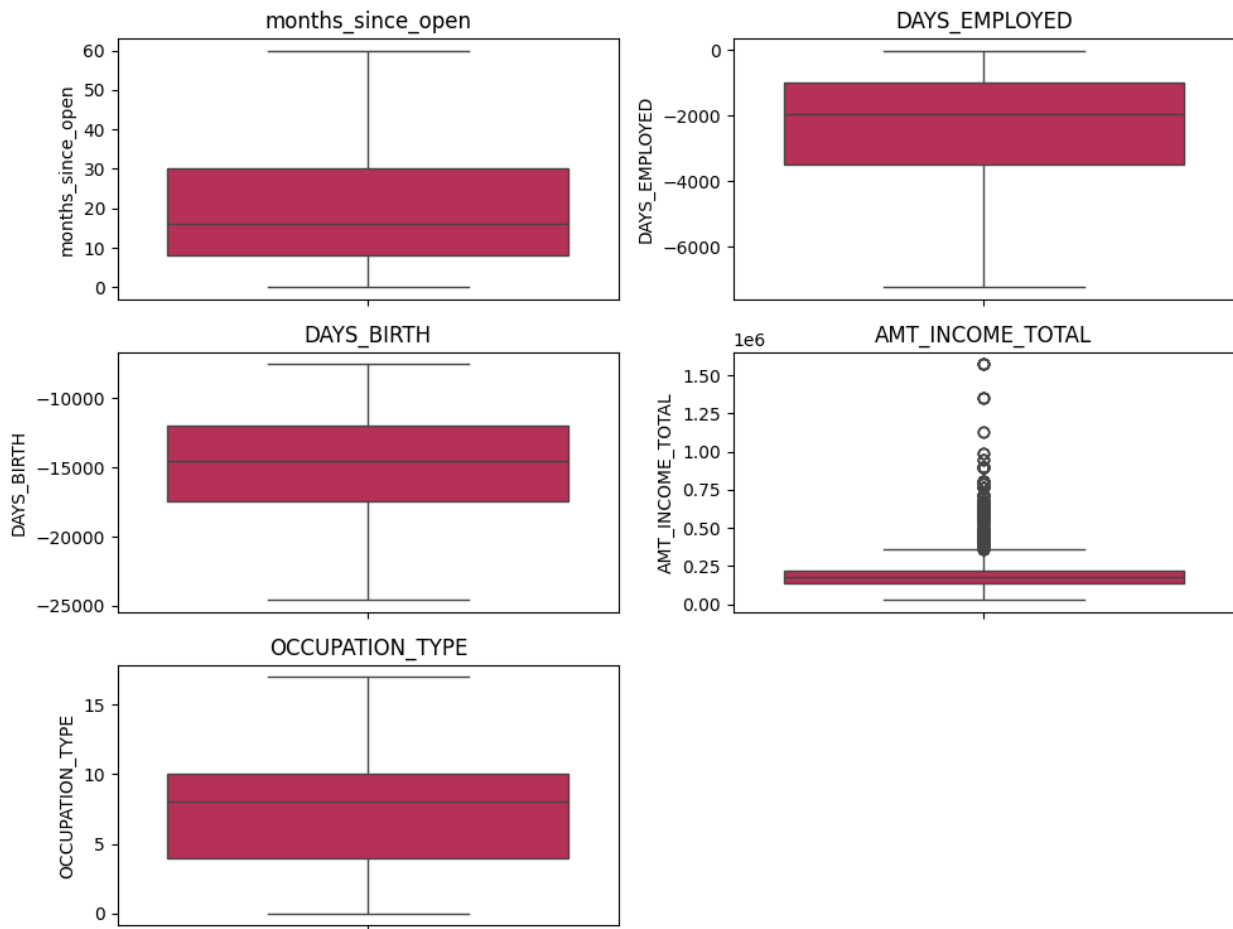 months_since_open
60
50
40
30
20
10
0
months_since_open
DAYS_EMPLOYED
0
−2000
−4000
−6000
DAYS_EMPLOYED
DAYS_BIRTH
−10000
−15000
−20000
−25000
DAYS_BIRTH
AMT_INCOME_TOTAL
1e6
1.50
1.25
1.00
0.75
0.50
0.25
0.00
AMT_INCOME_TOTAL
OCCUPATION_TYPE
15
10
5
0
OCCUPATION_TYPE